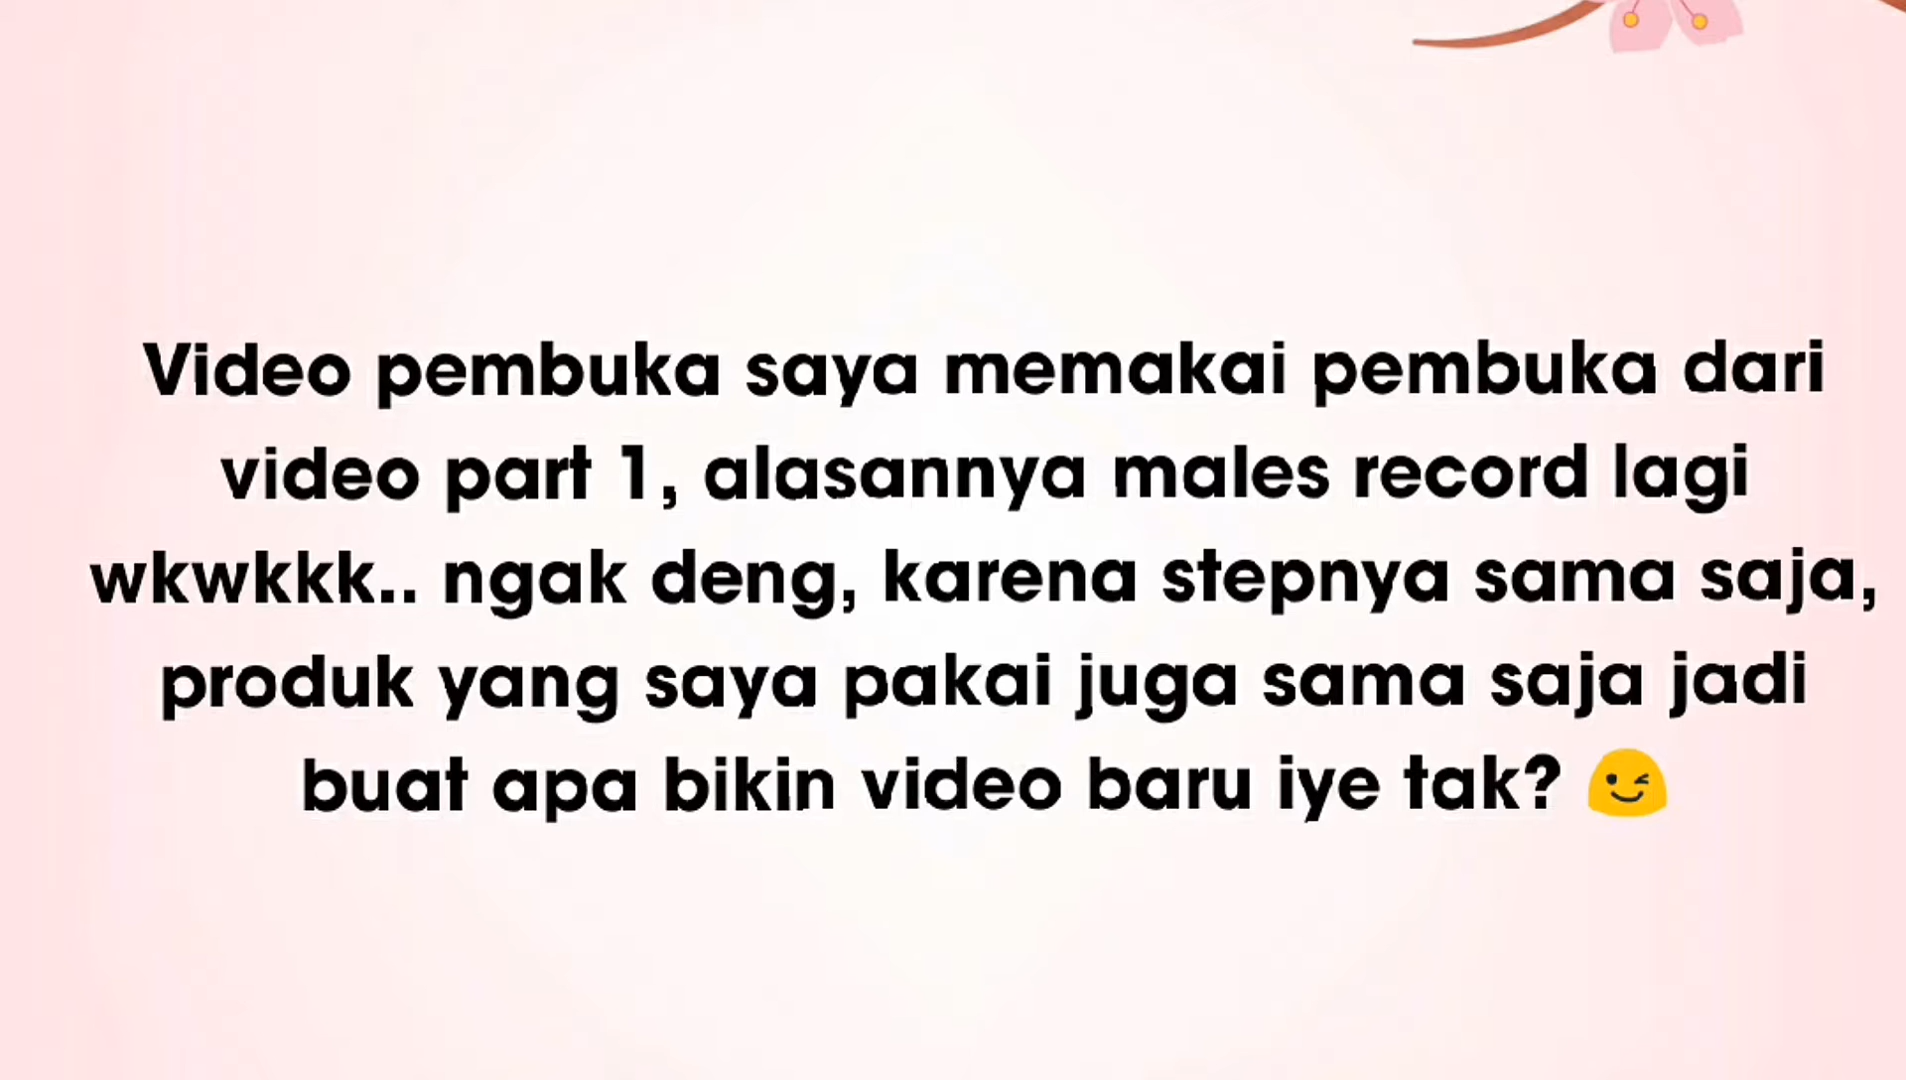 Video pembuka saya memakai pembuka dari
video part 1, alasannya males record lagi
wkwkkk.. ngak deng, karena stepnya sama saja,
produk yang saya pakai juga sama saja jadi
buat apa bikin video baru iye tak? 😉